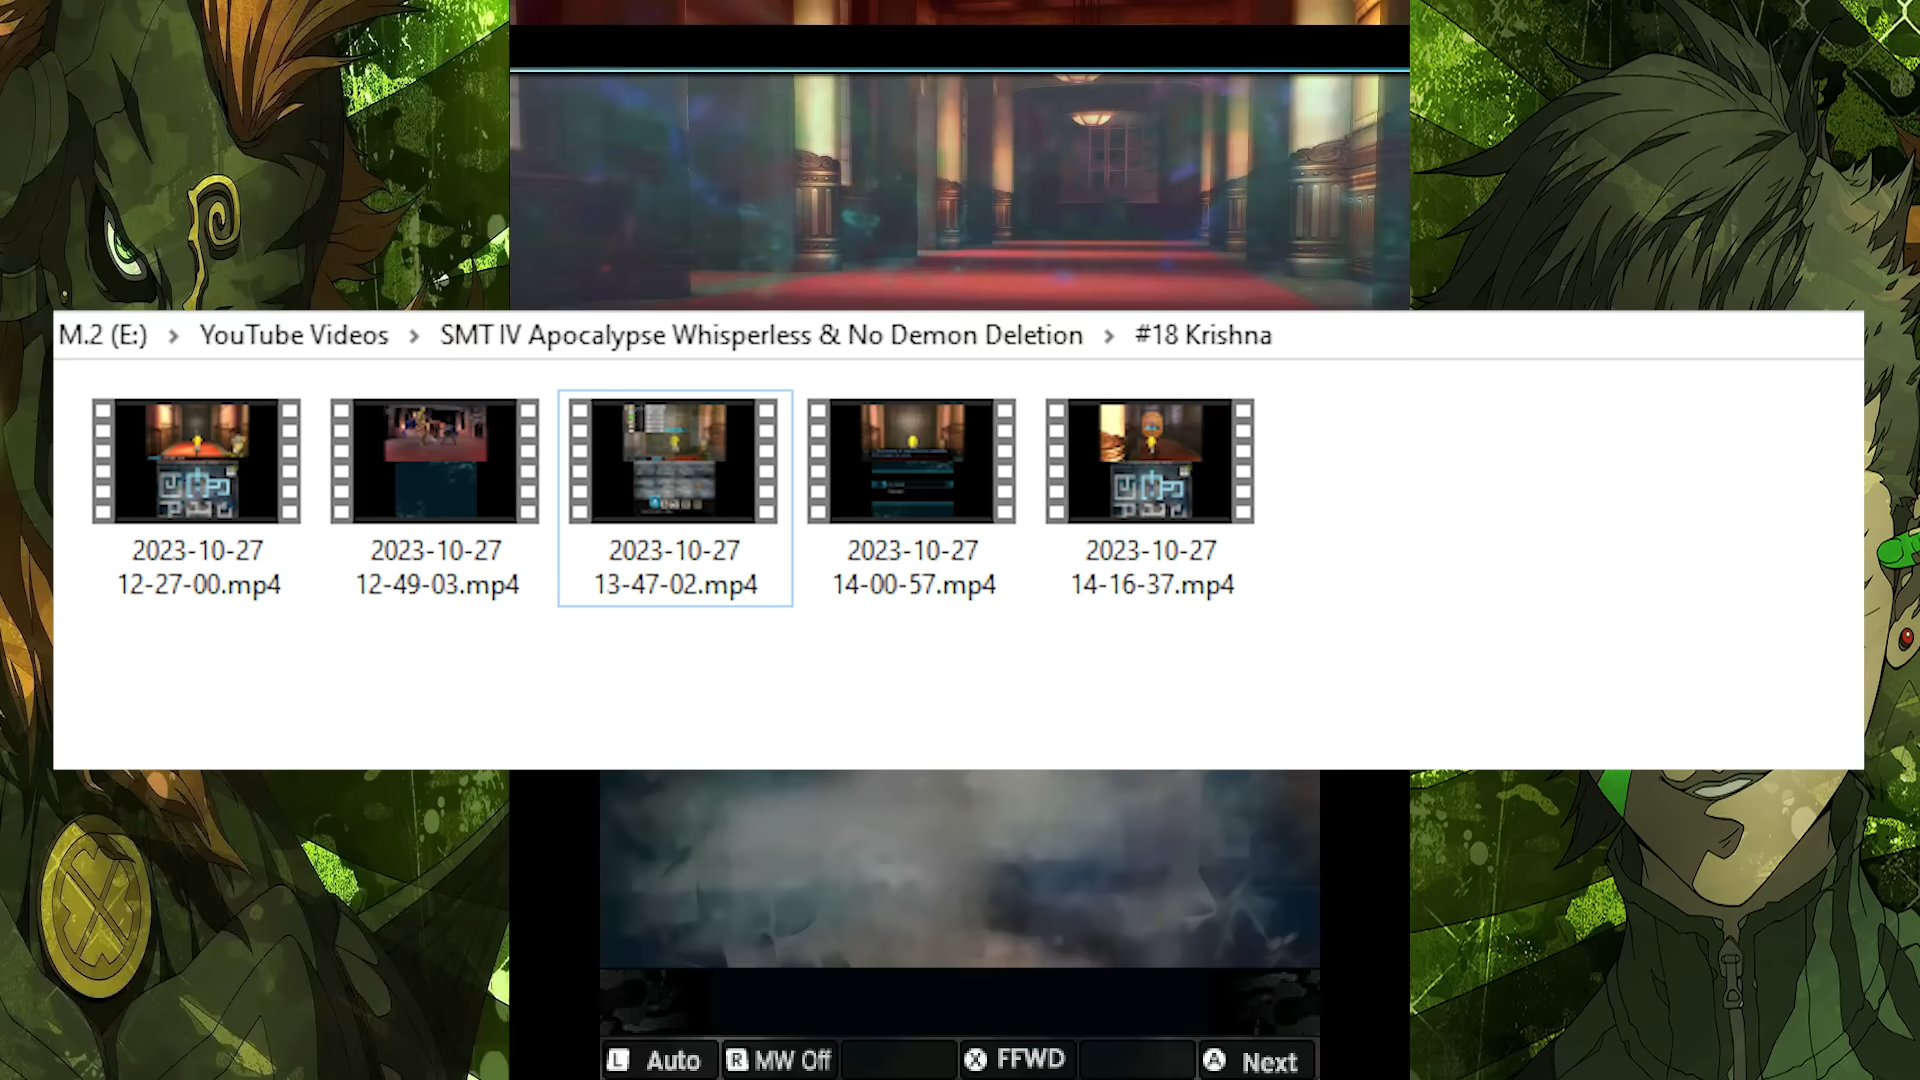 M.2 (E:) > YouTube Videos > SMT IV Apocalypse Whisperless & No Demon Deletion > #18 Krishna
2023-10-27
12-27-00.mp4
2023-10-27
12-49-03.mp4
2023-10-27
13-47-02.mp4
2023-10-27
14-00-57.mp4
2023-10-27
14-16-37.mp4
L Auto R MW Off X FFWD A Next